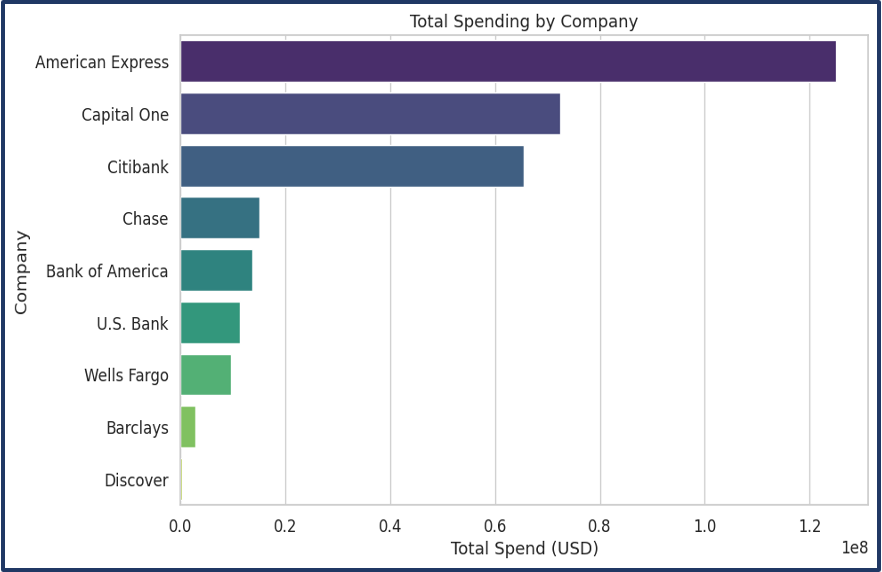 Total Spending by Company
Company
American Express
Capital One
Citibank
Chase
Bank of America
U.S. Bank
Wells Fargo
Barclays
Discover
0.0 0.2 0.4 0.6 0.8 1.0 1.2
1e8
Total Spend (USD)